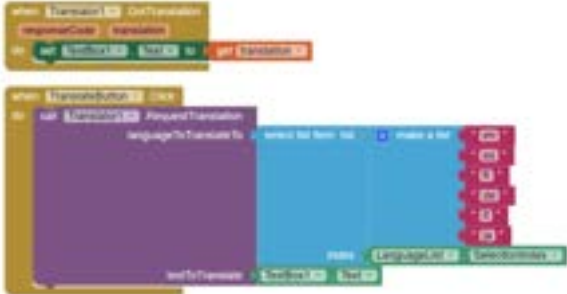 when Translator1 .GotTranslation
responseCode translation
do set TextBox1 . Text to get translation
when TranslateButton .Click
do call Translator1 .RequestTranslation
languageToTranslateTo select list item list make a list
index LanguageList . SelectionIndex
textToTranslate TextBox1 . Text